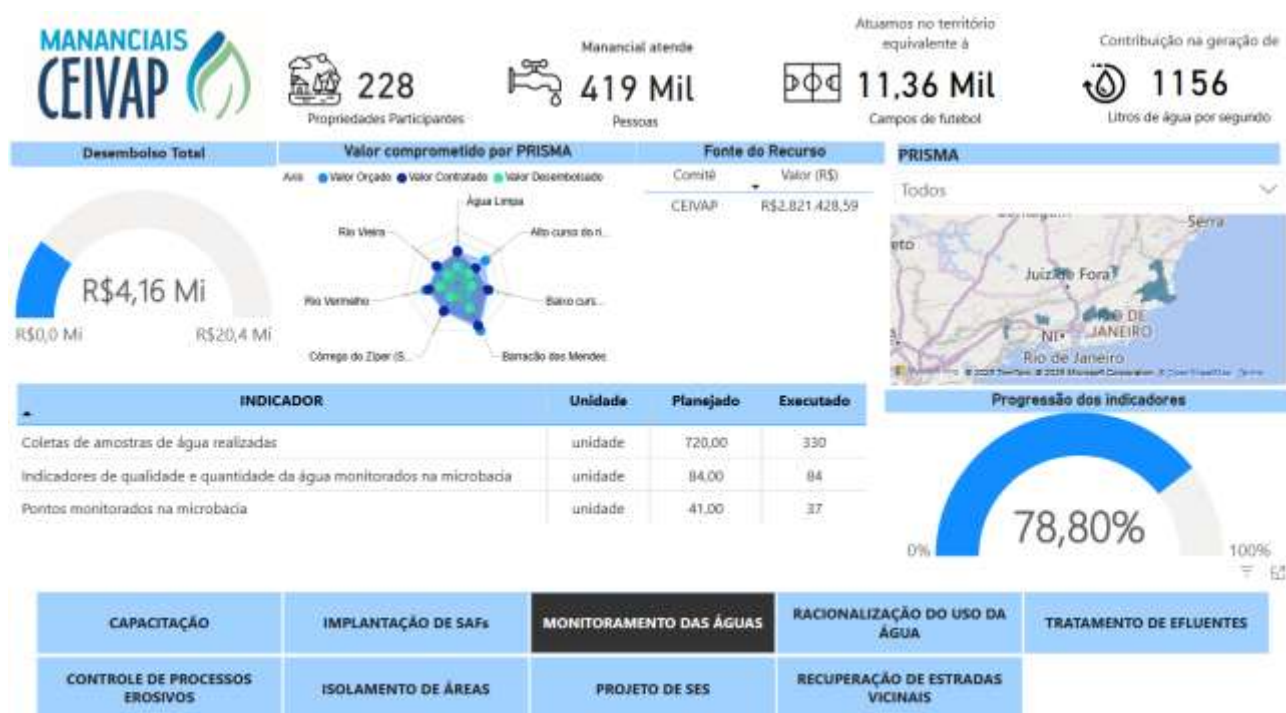 MANANCIAIS
CEIVAP
228
Propriedades Participantes
Manancial atende
419 Mil
Pessoas
Atuamos no território
equivalente à
11,36 Mil
Campos de futebol
Contribuição na geração de
1156
Litros de água por segundo
Desembolso Total
R$4,16 Mi
R$0,0 Mi
R$20,4 Mi
Valor comprometido por PRISMA
Valor Orçado Valor Contratado Valor Desembolsado
Água Limpa
Rio Vieira
Alto curso do ri...
Rio Vermelho
Baixo curs...
Córrego do Zíper (S...
Barracão dos Mendes
Fonte do Recurso
Comitê Valor (R$)
CEIVAP R$2.821.428,59
PRISMA
Todos
Serra
Juiz de Fora
RIO DE
JANEIRO
Rio de Janeiro
INDICADOR Unidade Planejado Executado
Coletas de amostras de água realizadas unidade 720,00 330
Indicadores de qualidade e quantidade da água monitorados na microbacia unidade 84,00 84
Pontos monitorados na microbacia unidade 41,00 37
Progressão dos indicadores
78,80%
0%
100%
CAPACITAÇÃO
IMPLANTAÇÃO DE SAFs
MONITORAMENTO DAS ÁGUAS
RACIONALIZAÇÃO DO USO DA
ÁGUA
TRATAMENTO DE EFLUENTES
CONTROLE DE PROCESSOS
EROSIVOS
ISOLAMENTO DE ÁREAS
PROJETO DE SES
RECUPERAÇÃO DE ESTRADAS
VICINAIS